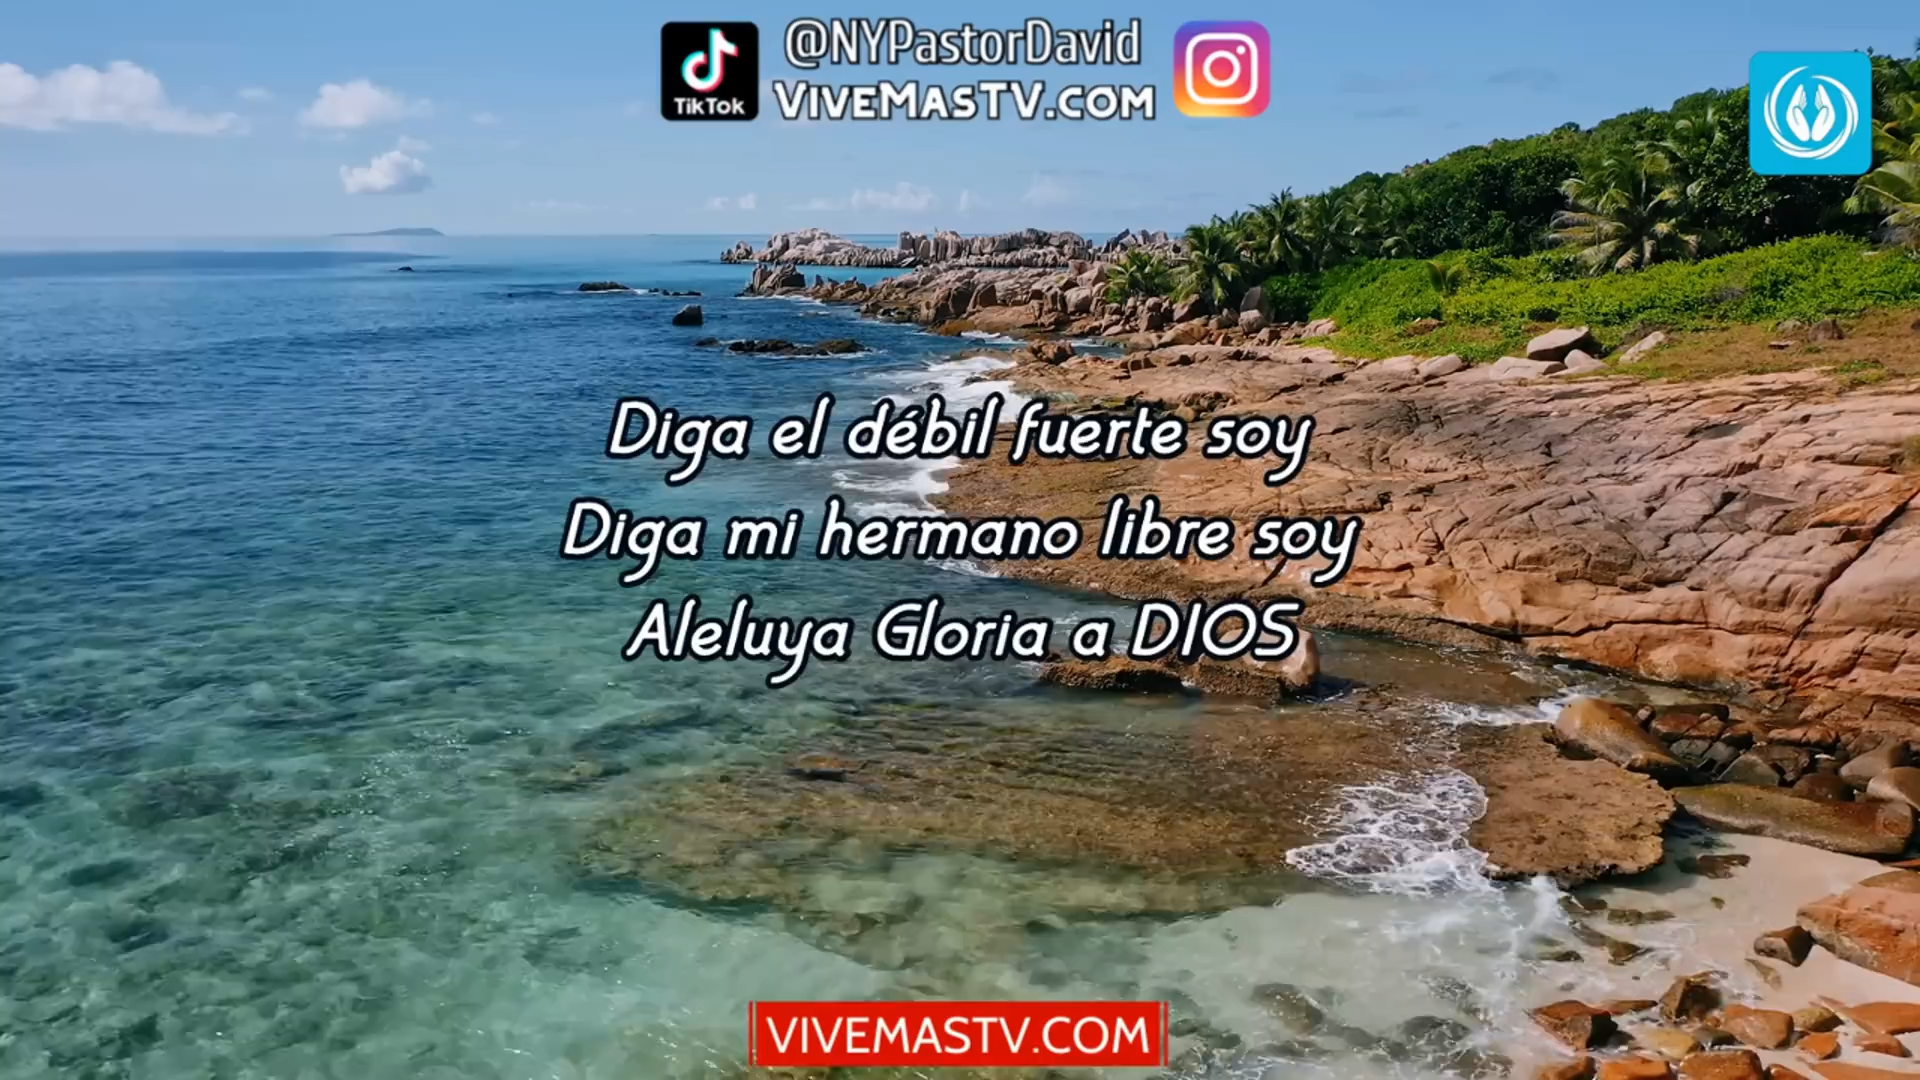 @NYPastorDavid
TikTok
VIVEMASTV.COM
Diga el débil fuerte soy
Diga mi hermano libre soy
Aleluya Gloria a DIOS
VIVEMASTV.COM